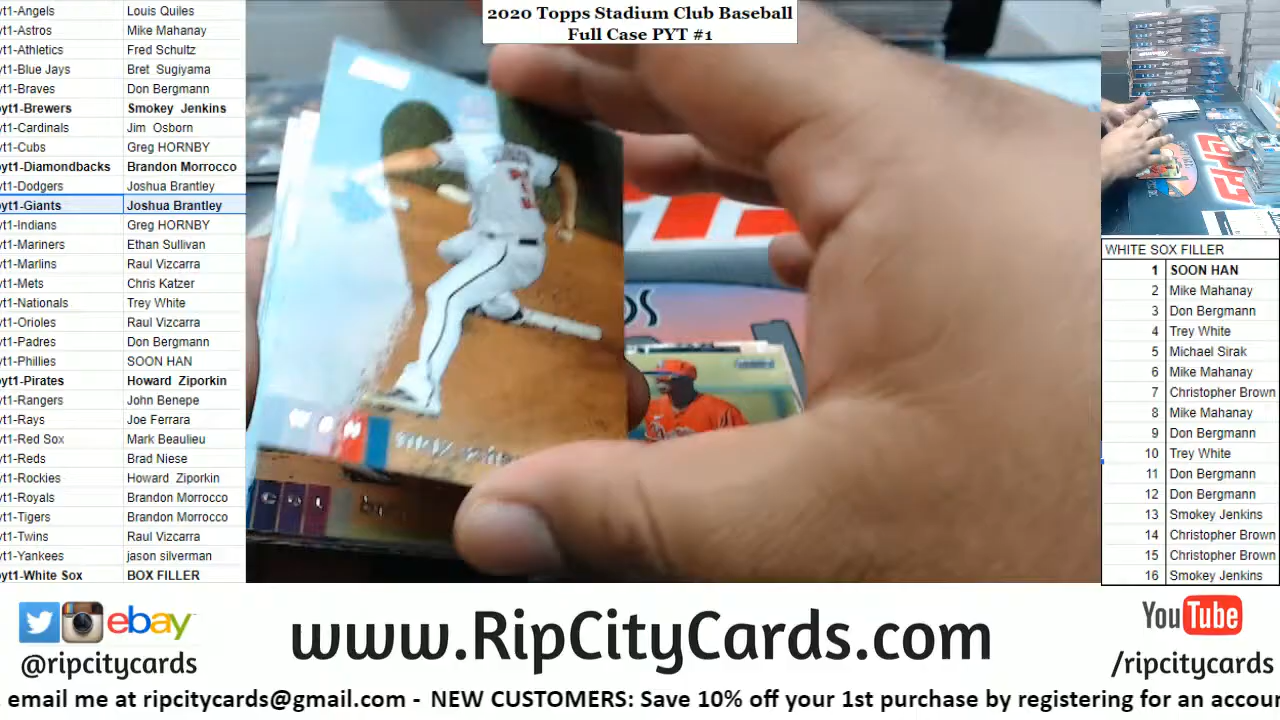 2020 Topps Stadium Club Baseball
Full Case PYT #1
yt1-Angels Louis Quiles
yt1-Astros Mike Mahanay
yt1-Athletics Fred Schultz
yt1-Blue Jays Bret Sugiyama
yt1-Braves Don Bergmann
yt1-Brewers Smokey Jenkins
yt1-Cardinals Jim Osborn
yt1-Cubs Greg HORNBY
yt1-Diamondbacks Brandon Morrocco
yt1-Dodgers Joshua Brantley
yt1-Giants Joshua Brantley
yt1-Indians Greg HORNBY
yt1-Mariners Ethan Sullivan
yt1-Marlins Raul Vizcarra
yt1-Mets Chris Katzer
yt1-Nationals Trey White
yt1-Orioles Raul Vizcarra
yt1-Padres Don Bergmann
yt1-Phillies SOON HAN
yt1-Pirates Howard Ziporkin
yt1-Rangers John Benepe
yt1-Rays Joe Ferrara
yt1-Red Sox Mark Beaulieu
yt1-Reds Brad Niese
yt1-Rockies Howard Ziporkin
yt1-Royals Brandon Morrocco
yt1-Tigers Brandon Morrocco
yt1-Twins Raul Vizcarra
yt1-Yankees jason silverman
yt1-White Sox BOX FILLER
WSN
COL
WHITE SOX FILLER
1 SOON HAN
2 Mike Mahanay
3 Don Bergmann
4 Trey White
5 Michael Sirak
6 Mike Mahanay
7 Christopher Brown
8 Mike Mahanay
9 Don Bergmann
10 Trey White
11 Don Bergmann
12 Don Bergmann
13 Smokey Jenkins
14 Christopher Brown
15 Christopher Brown
16 Smokey Jenkins
ebay
@ripcitycards
www.RipCityCards.com
YouTube
/ripcitycards
email me at ripcitycards@gmail.com - NEW CUSTOMERS: Save 10% off your 1st purchase by registering for an accour